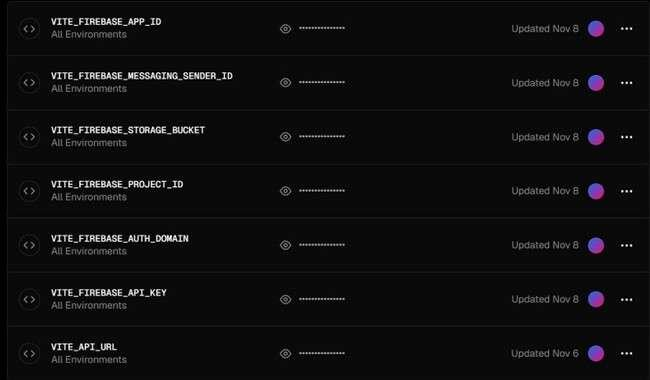 VITE_FIREBASE_APP_ID
All Environments
••••••••••••••• Updated Nov 8
VITE_FIREBASE_MESSAGING_SENDER_ID
All Environments
••••••••••••••• Updated Nov 8
VITE_FIREBASE_STORAGE_BUCKET
All Environments
••••••••••••••• Updated Nov 8
VITE_FIREBASE_PROJECT_ID
All Environments
••••••••••••••• Updated Nov 8
VITE_FIREBASE_AUTH_DOMAIN
All Environments
••••••••••••••• Updated Nov 8
VITE_FIREBASE_API_KEY
All Environments
••••••••••••••• Updated Nov 8
VITE_API_URL
All Environments
••••••••••••••• Updated Nov 6